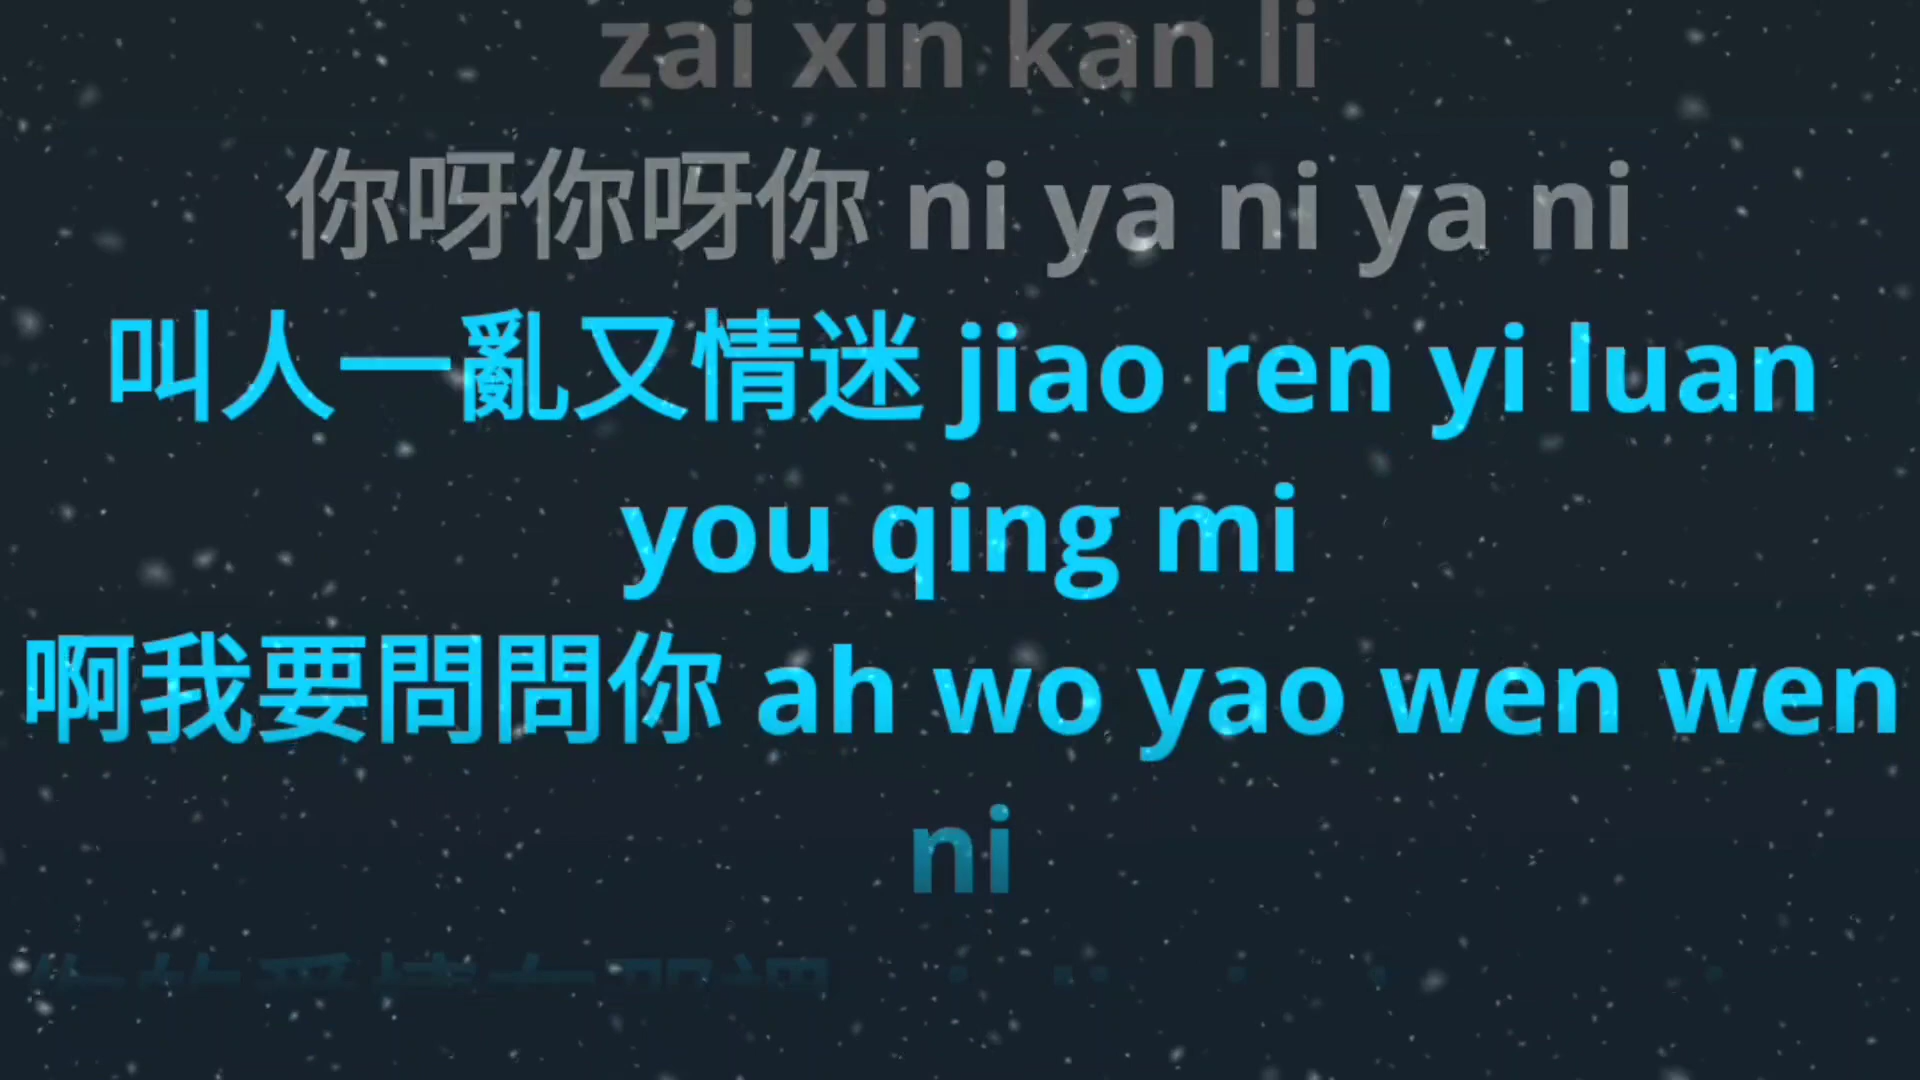 zai xin kan li
你呀你呀你 ni ya ni ya ni
叫人一亂又情迷 jiao ren yi luan
you qing mi
啊我要問問你 ah wo yao wen wen
ni